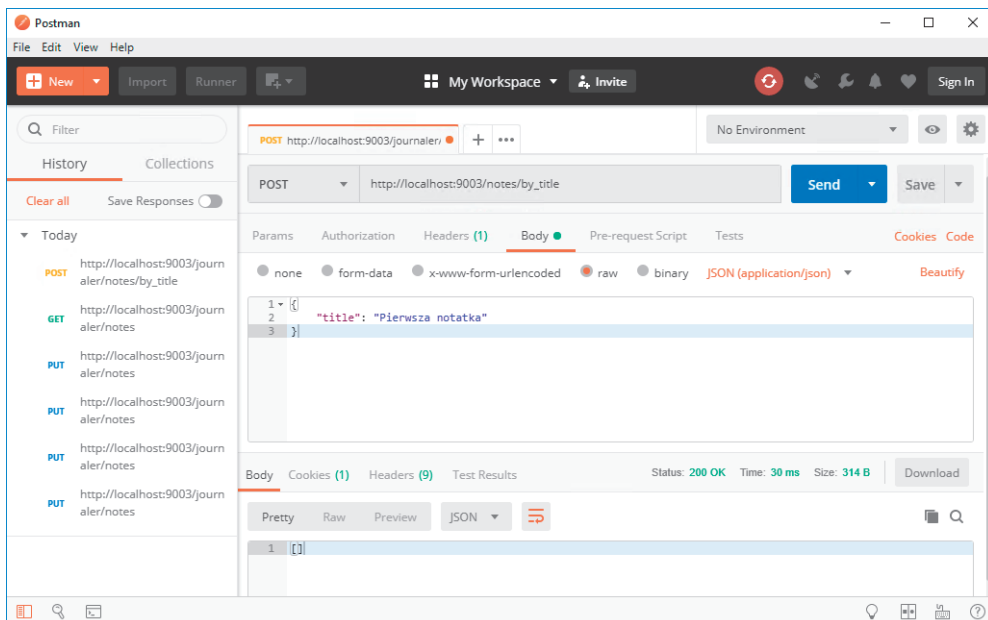 Postman
File Edit View Help
New Import Runner My Workspace Invite Sign In
Filter
History Collections
Clear all Save Responses
Today
POST http://localhost:9003/journ
aler/notes/by_title
GET http://localhost:9003/journ
aler/notes
PUT http://localhost:9003/journ
aler/notes
PUT http://localhost:9003/journ
aler/notes
PUT http://localhost:9003/journ
aler/notes
PUT http://localhost:9003/journ
aler/notes
POST http://localhost:9003/journaler/ + ••• No Environment
POST http://localhost:9003/notes/by_title Send Save
Params Authorization Headers (1) Body Pre-request Script Tests Cookies Code
none form-data x-www-form-urlencoded raw binary JSON (application/json) Beautify
1 {
2 "title": "Pierwsza notatka"
3 }
Body Cookies (1) Headers (9) Test Results Status: 200 OK Time: 30 ms Size: 314 B Download
Pretty Raw Preview JSON
1 []